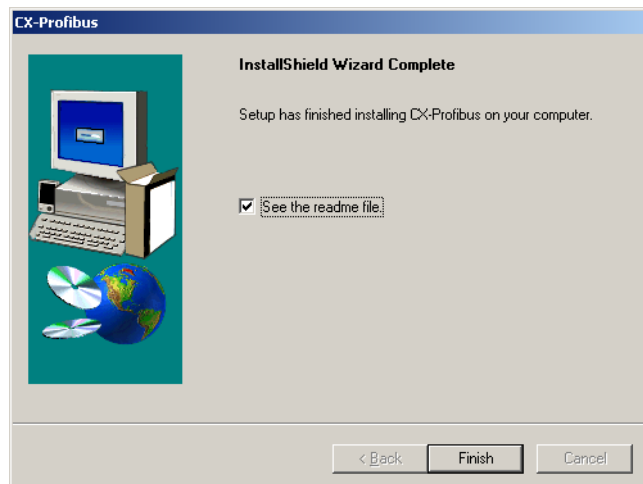 CX-Profibus
InstallShield Wizard Complete
Setup has finished installing CX-Profibus on your computer.
See the readme file.
< Back
Finish
Cancel